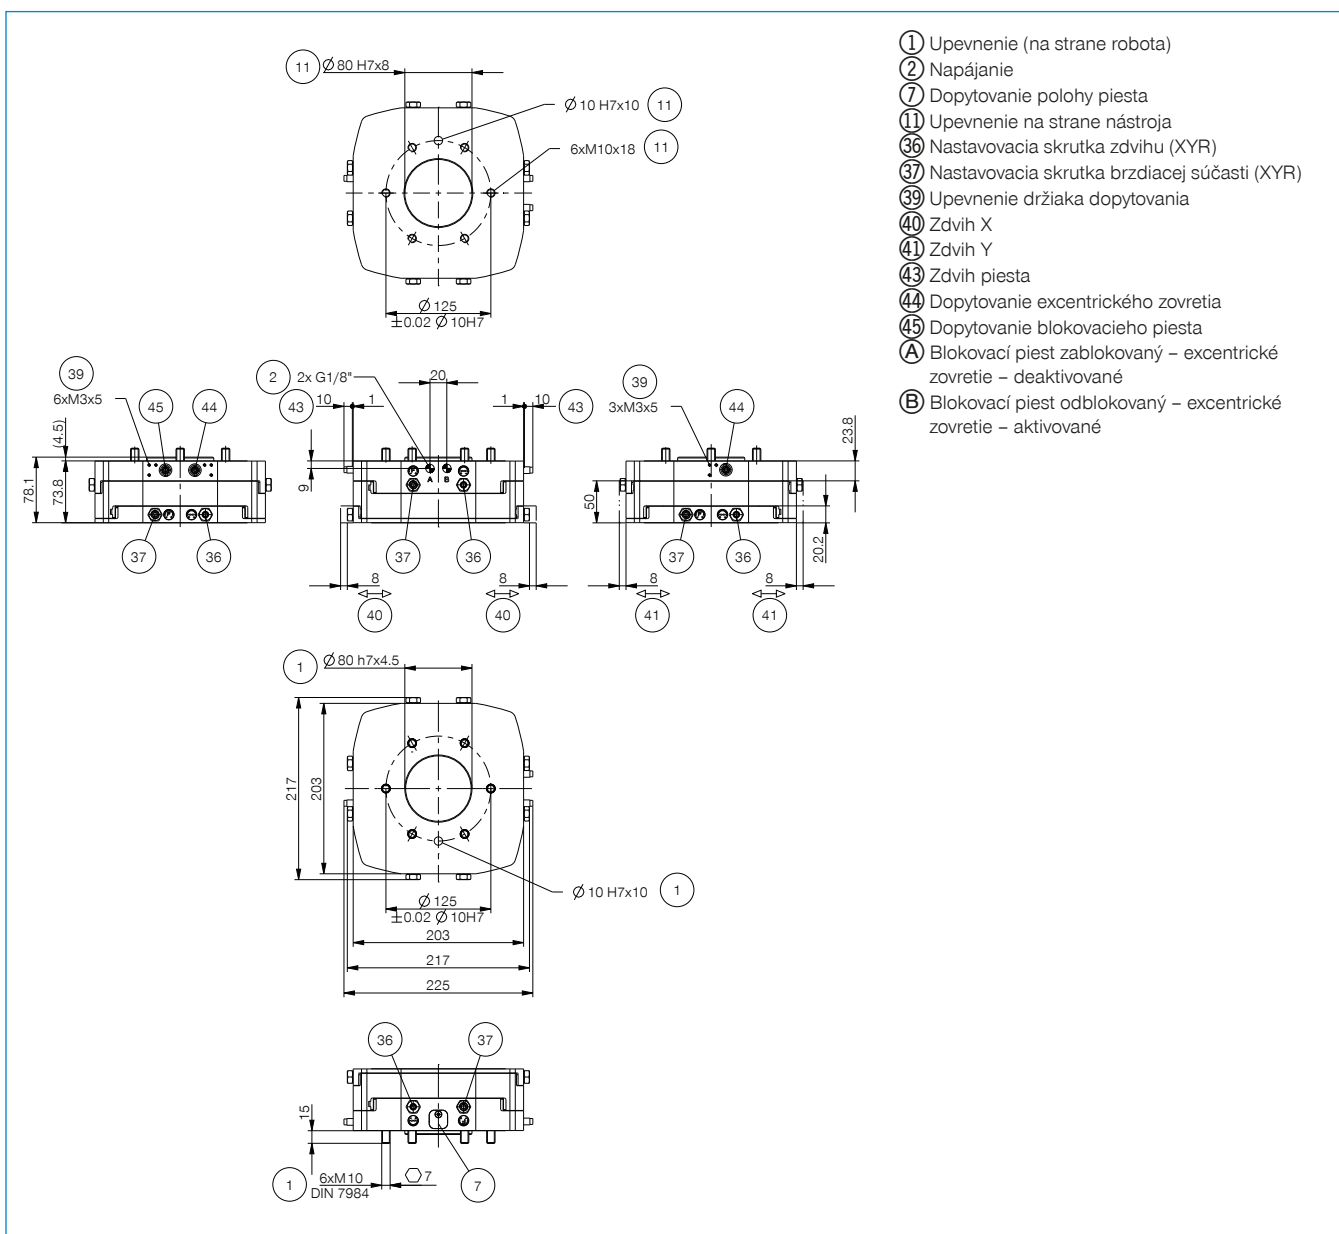 1 Upevnenie (na strane robota)
2 Napájanie
7 Dopytovanie polohy piesta
11 Upevnenie na strane nástroja
36 Nastavovacia skrutka zdvihu (XYR)
37 Nastavovacia skrutka brzdiacej súčasti (XYR)
39 Upevnenie držiaka dopytovania
40 Zdvih X
41 Zdvih Y
43 Zdvih piesta
44 Dopytovanie excentrického zovretia
45 Dopytovanie blokovacieho piesta
A Blokovací piest zablokovaný – excentrické
zovretie – deaktivované
B Blokovací piest odblokovaný – excentrické
zovretie – aktivované
11 Ø 80 H7x8
Ø 10 H7x10 11
6xM10x18 11
Ø 125
±0.02 Ø 10H7
39
6xM3x5
45
44
(4.5)
78.1
73.8
37
36
2 2x G1/8"
20
43
10
1
1
10
43
9
A B
37
36
8
8
40
40
39
3xM3x5
44
23.8
50
20.2
37
36
8
8
41
41
1 Ø 80 h7x4.5
217
203
Ø 10 H7x10 1
Ø 125
±0.02 Ø 10H7
203
217
225
36
37
15
1
6xM10
DIN 7984
7
7